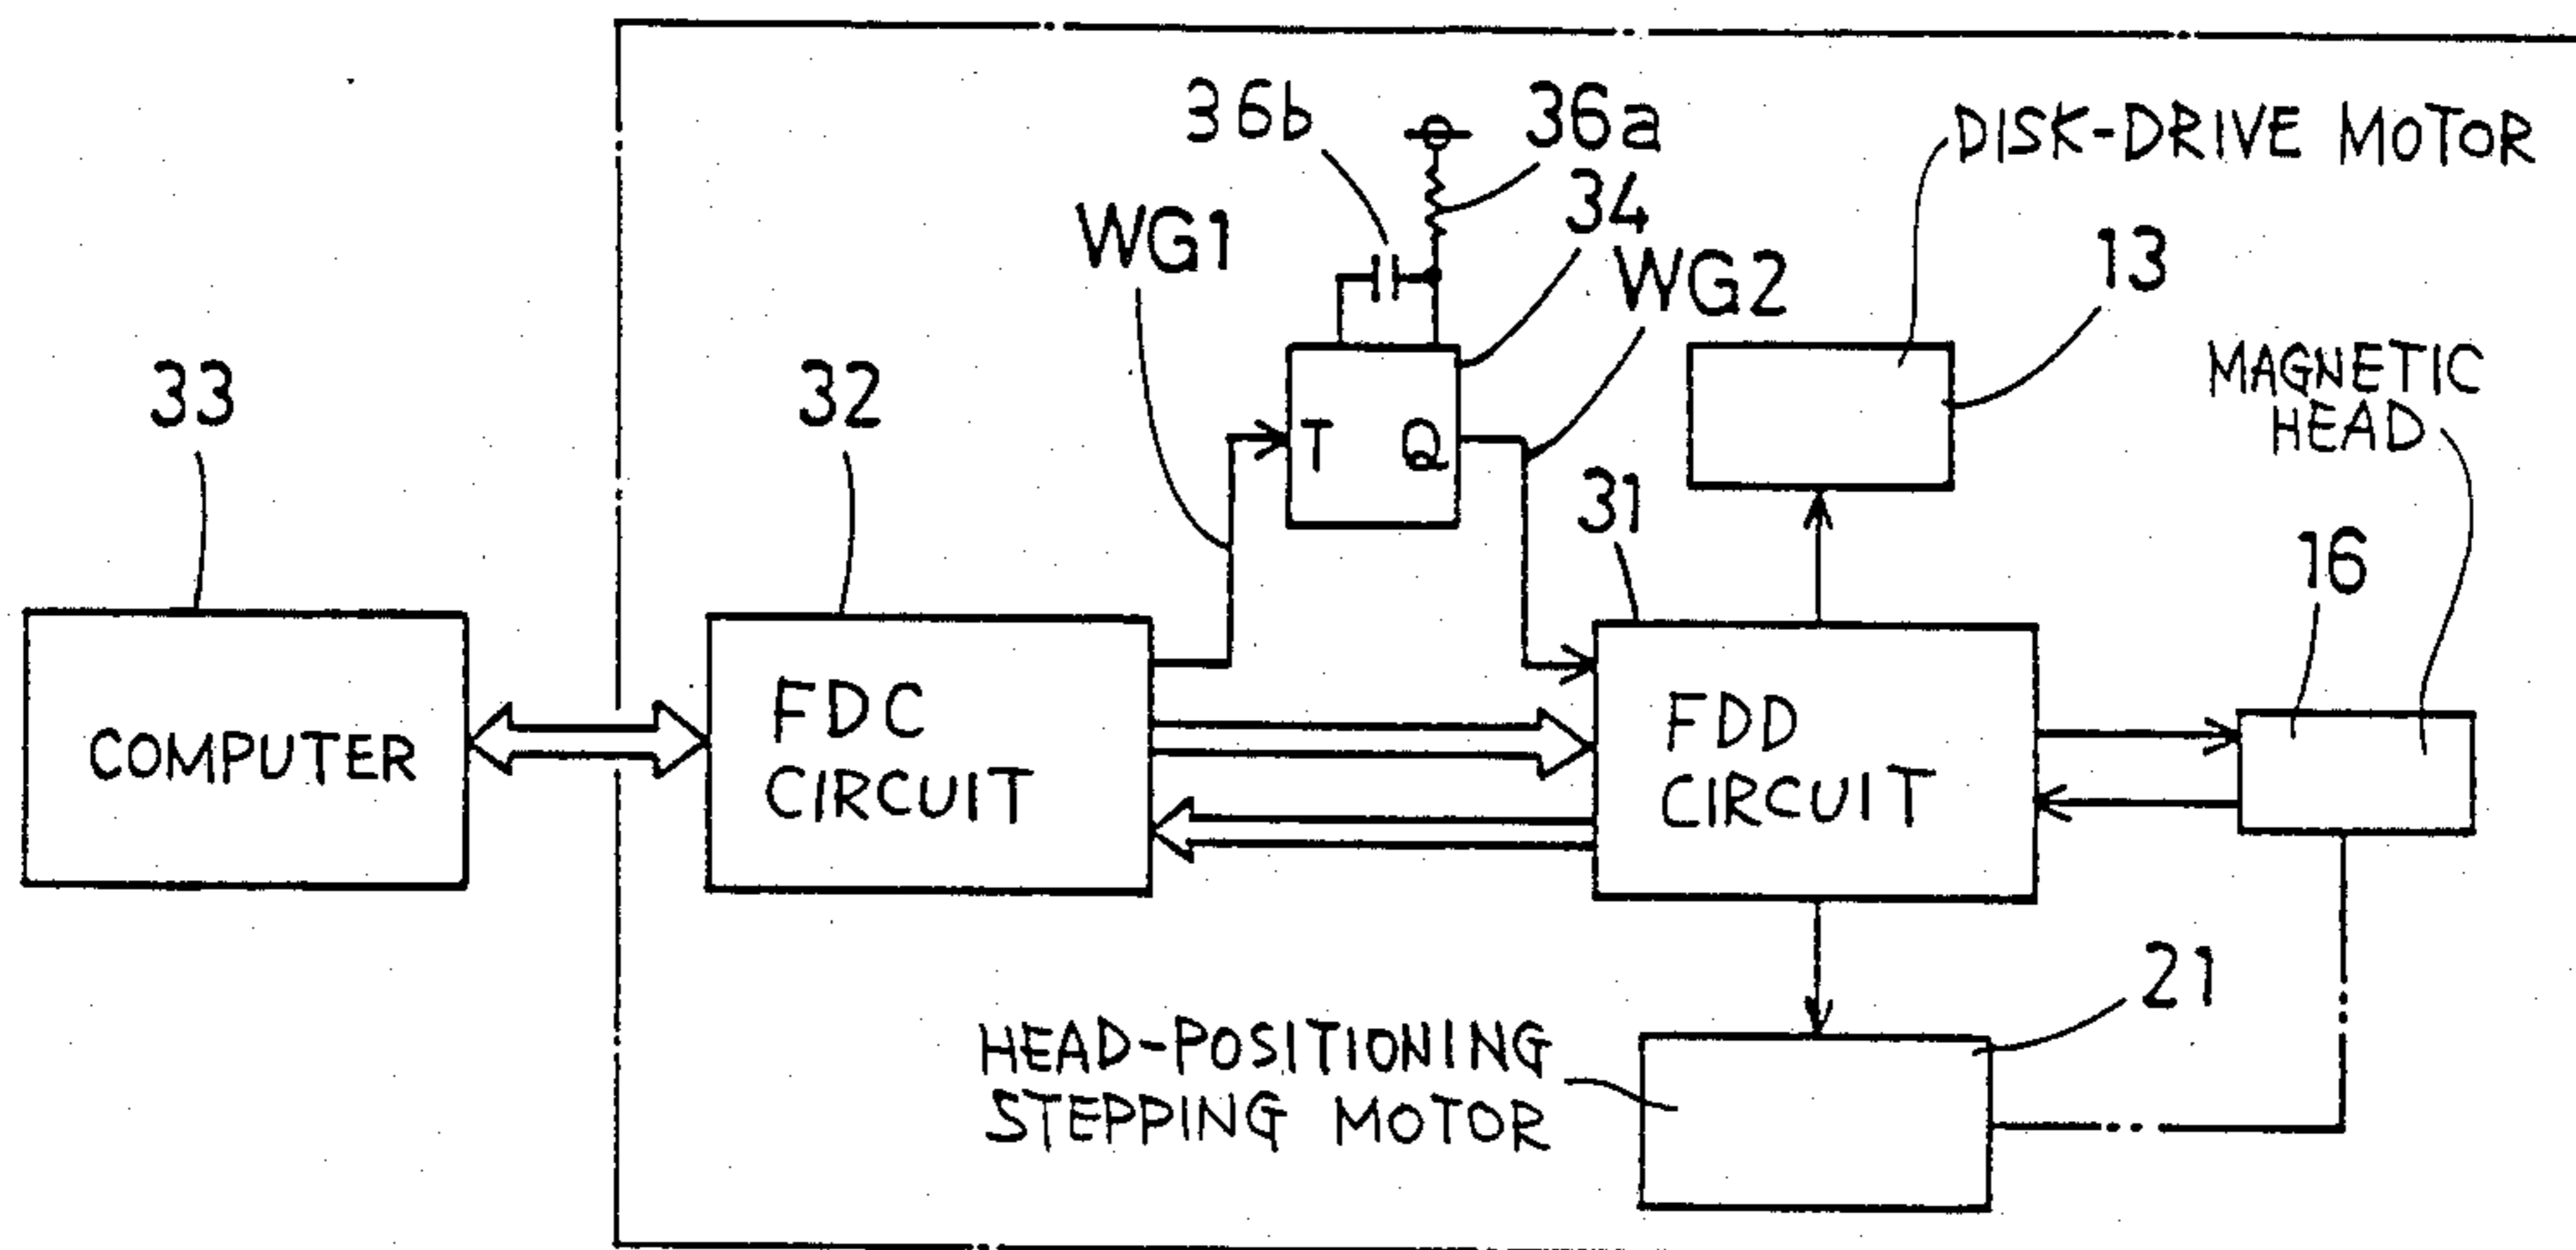 36b
36a
DISK-DRIVE MOTOR
34
WG1
WG2
13
MAGNETIC
HEAD
33
32
T
Q
31
16
COMPUTER
FDC
CIRCUIT
FDD
CIRCUIT
21
HEAD-POSITIONING
STEPPING MOTOR